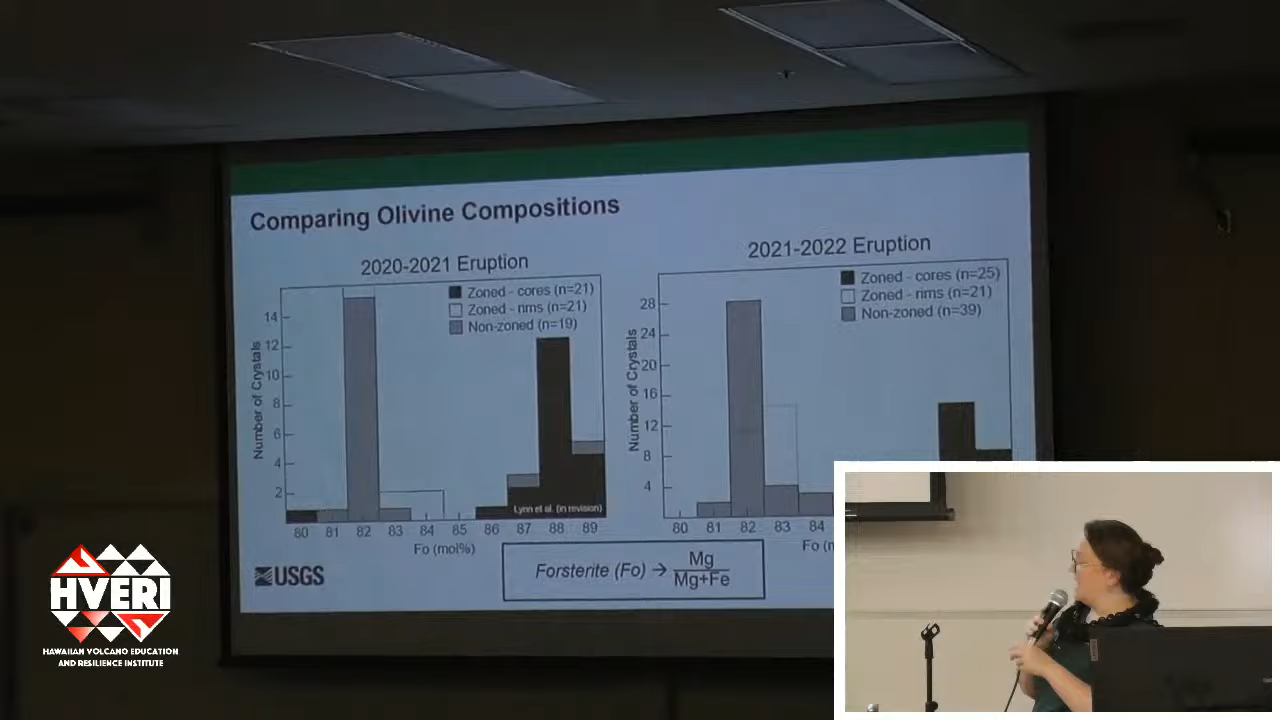 Comparing Olivine Compositions
2020-2021 Eruption
Zoned - cores (n=21)
Zoned - rims (n=21)
Non-zoned (n=19)
Number of Crystals
14
12
10
8
6
4
2
80 81 82 83 84 85 86 87 88 89
Fo (mol%)
Lynn et al. (in revision)
2021-2022 Eruption
Zoned - cores (n=25)
Zoned - rims (n=21)
Non-zoned (n=39)
Number of Crystals
28
24
20
16
12
8
4
80 81 82 83 84
Forsterite (Fo) → Mg
Mg+Fe
USGS
HVERI
HAWAIIAN VOLCANO EDUCATION
AND RESILIENCE INSTITUTE